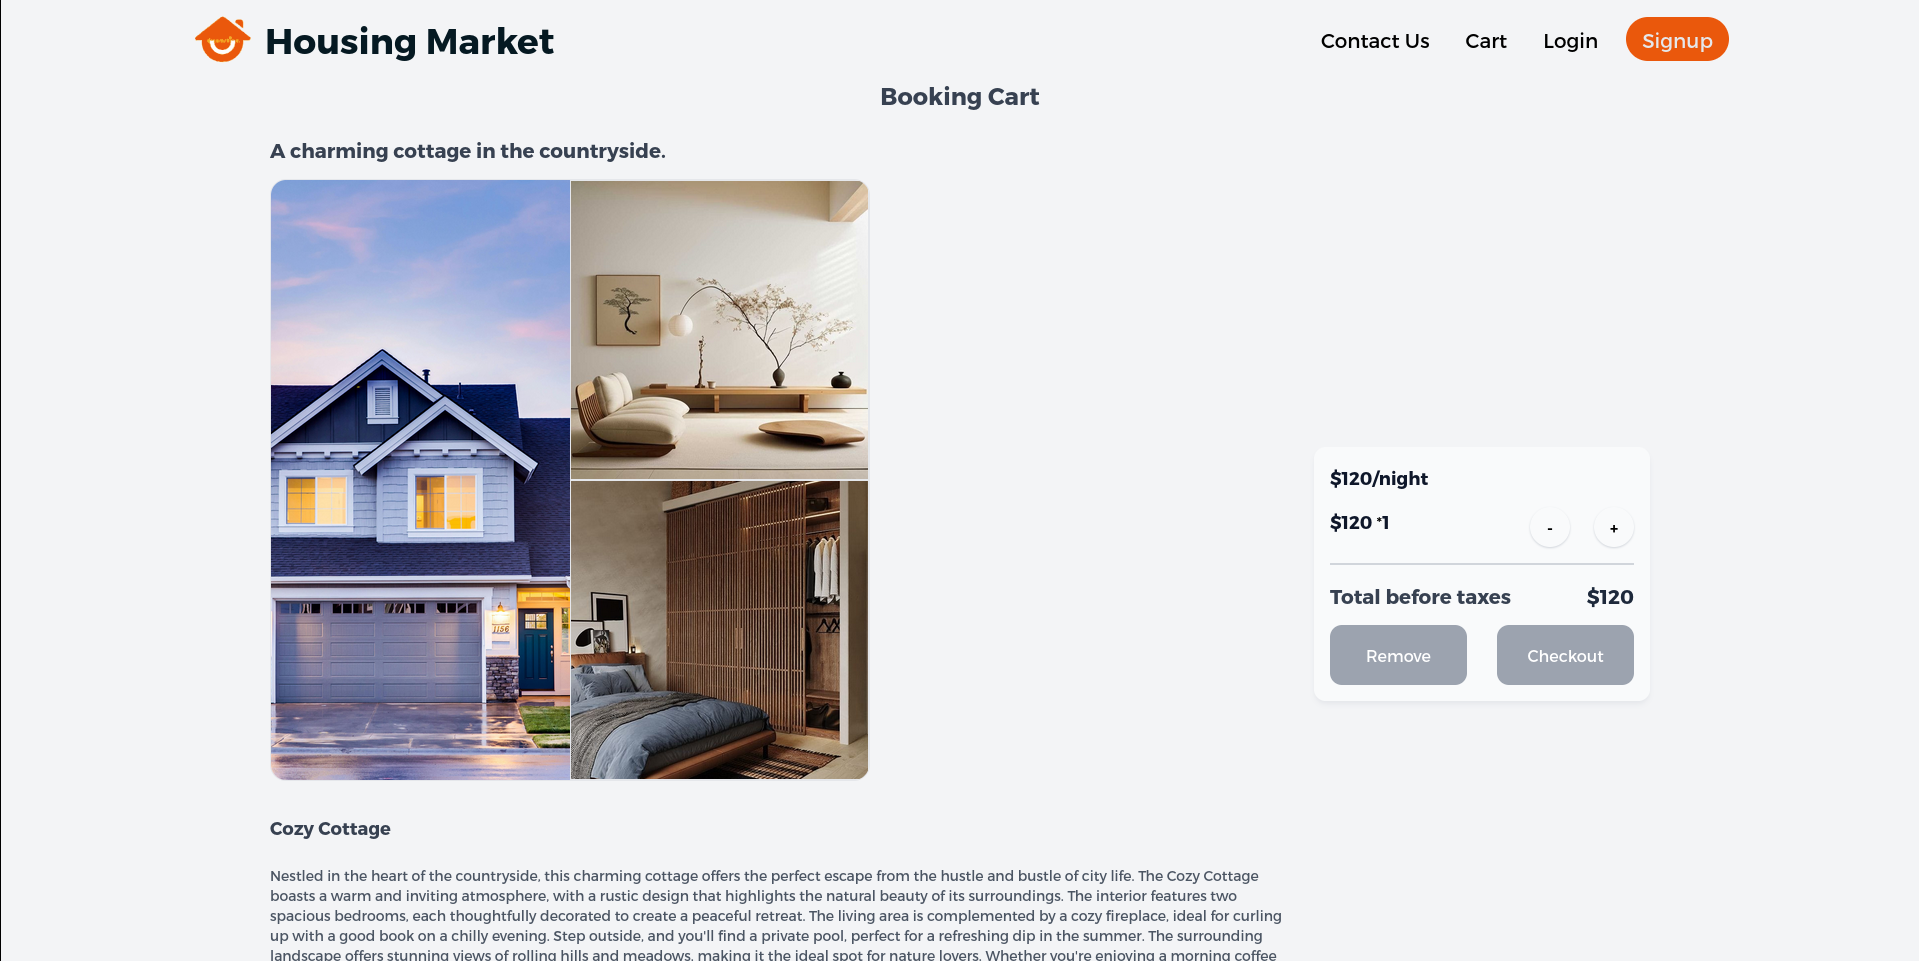 Housing Market
Contact Us
Cart
Login
Signup
Booking Cart
A charming cottage in the countryside.
1156
$120/night
$120 *1
-
+
Total before taxes
$120
Remove
Checkout
Cozy Cottage
Nestled in the heart of the countryside, this charming cottage offers the perfect escape from the hustle and bustle of city life. The Cozy Cottage
boasts a warm and inviting atmosphere, with a rustic design that highlights the natural beauty of its surroundings. The interior features two
spacious bedrooms, each thoughtfully decorated to create a peaceful retreat. The living area is complemented by a cozy fireplace, ideal for curling
up with a good book on a chilly evening. Step outside, and you'll find a private pool, perfect for a refreshing dip in the summer. The surrounding
landscape offers stunning views of rolling hills and meadows, making it the ideal spot for nature lovers. Whether you're enjoying a morning coffee